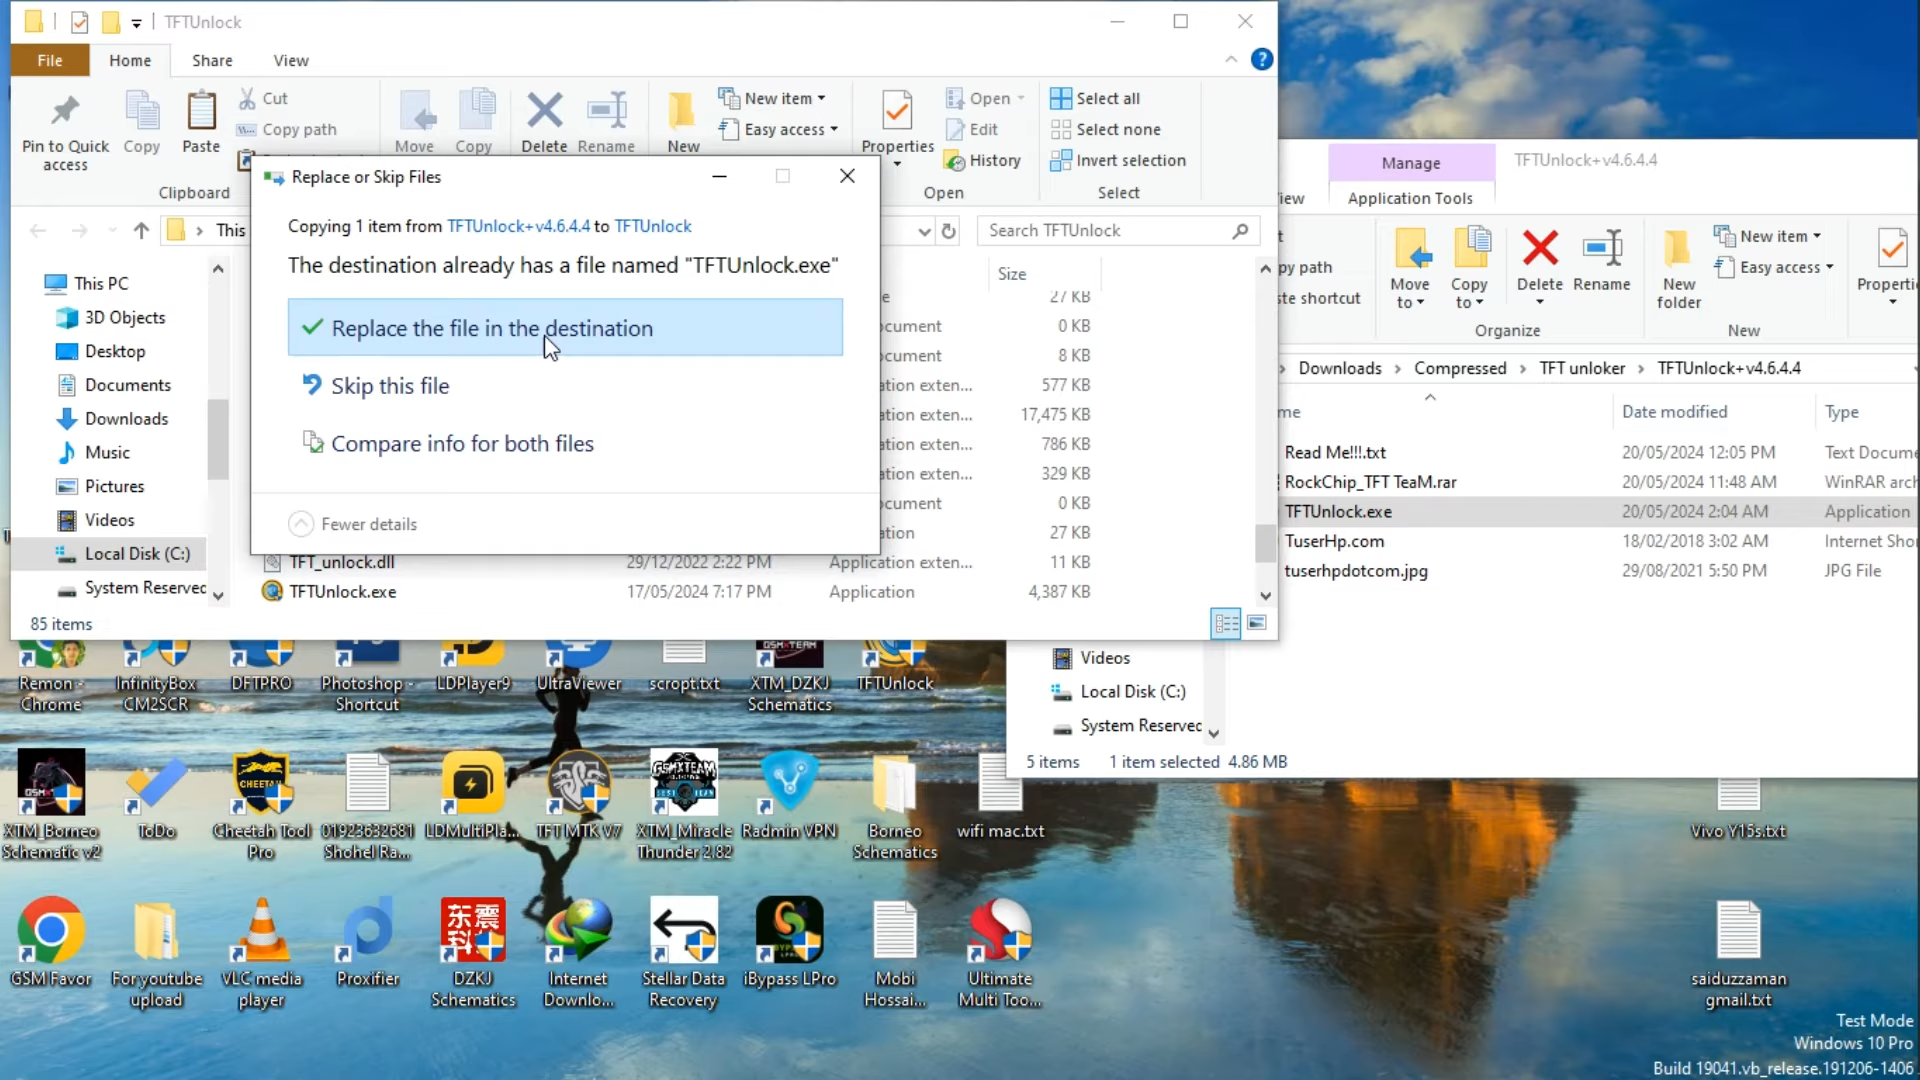 TFTUnlock
File
Home
Share
View
Pin to Quick
access
Copy
Paste
Cut
Copy path
Clipboard
Move
Copy
Delete
Rename
New
New item
Easy access
Properties
Open
Edit
History
Open
Select all
Select none
Invert selection
Select
This
Search TFTUnlock
This PC
3D Objects
Desktop
Documents
Downloads
Music
Pictures
Videos
Local Disk (C:)
System Reserved
85 items
Replace or Skip Files
Copying 1 item from TFTUnlock+v4.6.4.4 to TFTUnlock
The destination already has a file named "TFTUnlock.exe"
Replace the file in the destination
Skip this file
Compare info for both files
Fewer details
Size
27 KB
cument 0 KB
cument 8 KB
ation exten... 577 KB
ation exten... 17,475 KB
ation exten... 786 KB
ation exten... 329 KB
cument 0 KB
ation 27 KB
TFT_unlock.dll 29/12/2022 2:22 PM Application exten... 11 KB
TFTUnlock.exe 17/05/2024 7:17 PM Application 4,387 KB
Manage
TFTUnlock+v4.6.4.4
iew
Application Tools
t
py path
te shortcut
Move
to
Copy
to
Delete
Rename
Organize
New
folder
New item
Easy access
New
Properti
Downloads > Compressed > TFT unloker > TFTUnlock+v4.6.4.4
me Date modified Type
Read Me!!!.txt 20/05/2024 12:05 PM Text Docume
RockChip_TFT TeaM.rar 20/05/2024 11:48 AM WinRAR arch
TFTUnlock.exe 20/05/2024 2:04 AM Application
TuserHp.com 18/02/2018 3:02 AM Internet Shor
tuserhpdotcom.jpg 29/08/2021 5:50 PM JPG File
Videos
Local Disk (C:)
System Reserved
5 items 1 item selected 4.86 MB
Remon -
Chrome
InfinityBox
CM2SCR
DFTPRO
Photoshop -
Shortcut
LDPlayer9
UltraViewer
scropt.txt
GSMXTEAM
XTM_DZKJ
Schematics
TFTUnlock
XTM_Borneo
Schematic v2
ToDo
CHEETAH
Cheetah Tool
Pro
01923632681
Shohel Ra...
LDMultiPla...
TFT MTK V7
GSMXTEAM
XTM_Miracle
Thunder 2.82
Radmin VPN
Borneo
Schematics
wifi mac.txt
Vivo Y15s.txt
GSM Favor
For youtube
upload
VLC media
player
Proxifier
东震
科
DZKJ
Schematics
Internet
Downlo...
Stellar Data
Recovery
iBypass LPro
Mobi
Hossai...
Ultimate
Multi Too...
saiduzzaman
gmail.txt
Test Mode
Windows 10 Pro
Build 19041.vb_release.191206-1406